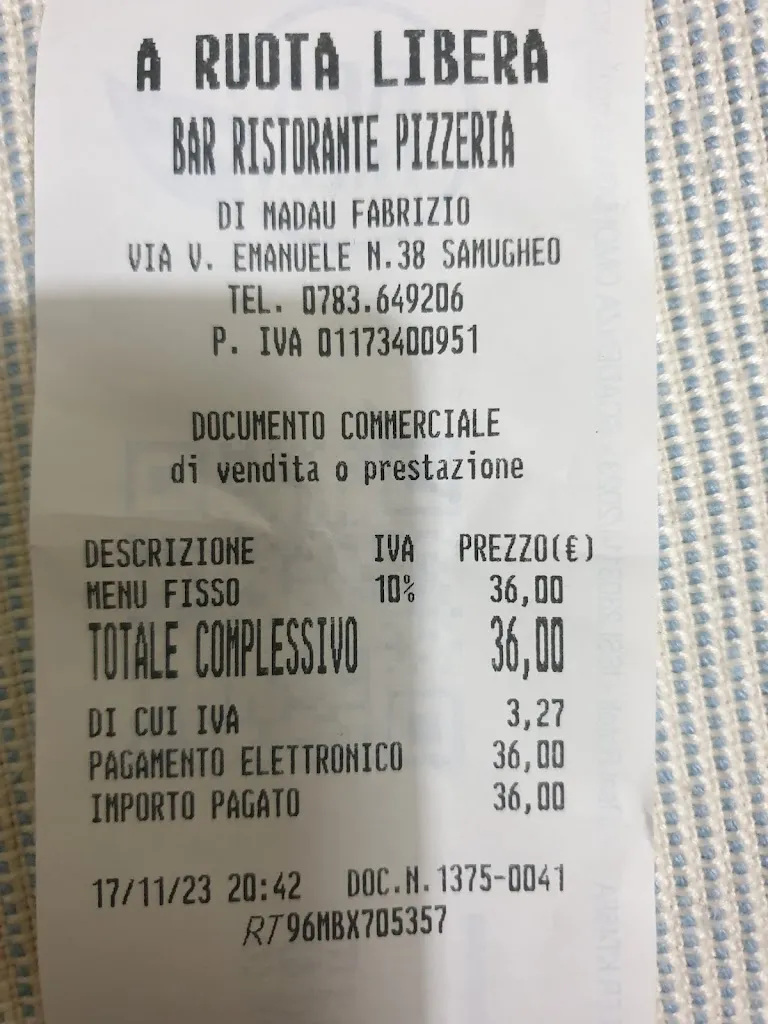 A RUOTA LIBERA
BAR RISTORANTE PIZZERIA
DI MADAU FABRIZIO
VIA V. EMANUELE N.38 SAMUGHEO
TEL. 0783.649206
P. IVA 01173400951
DOCUMENTO COMMERCIALE
di vendita o prestazione
DESCRIZIONE IVA PREZZO(€)
MENU FISSO 10% 36,00
TOTALE COMPLESSIVO 36,00
DI CUI IVA 3,27
PAGAMENTO ELETTRONICO 36,00
IMPORTO PAGATO 36,00
17/11/23 20:42 DOC.N.1375-0041
RT 96MBX705357